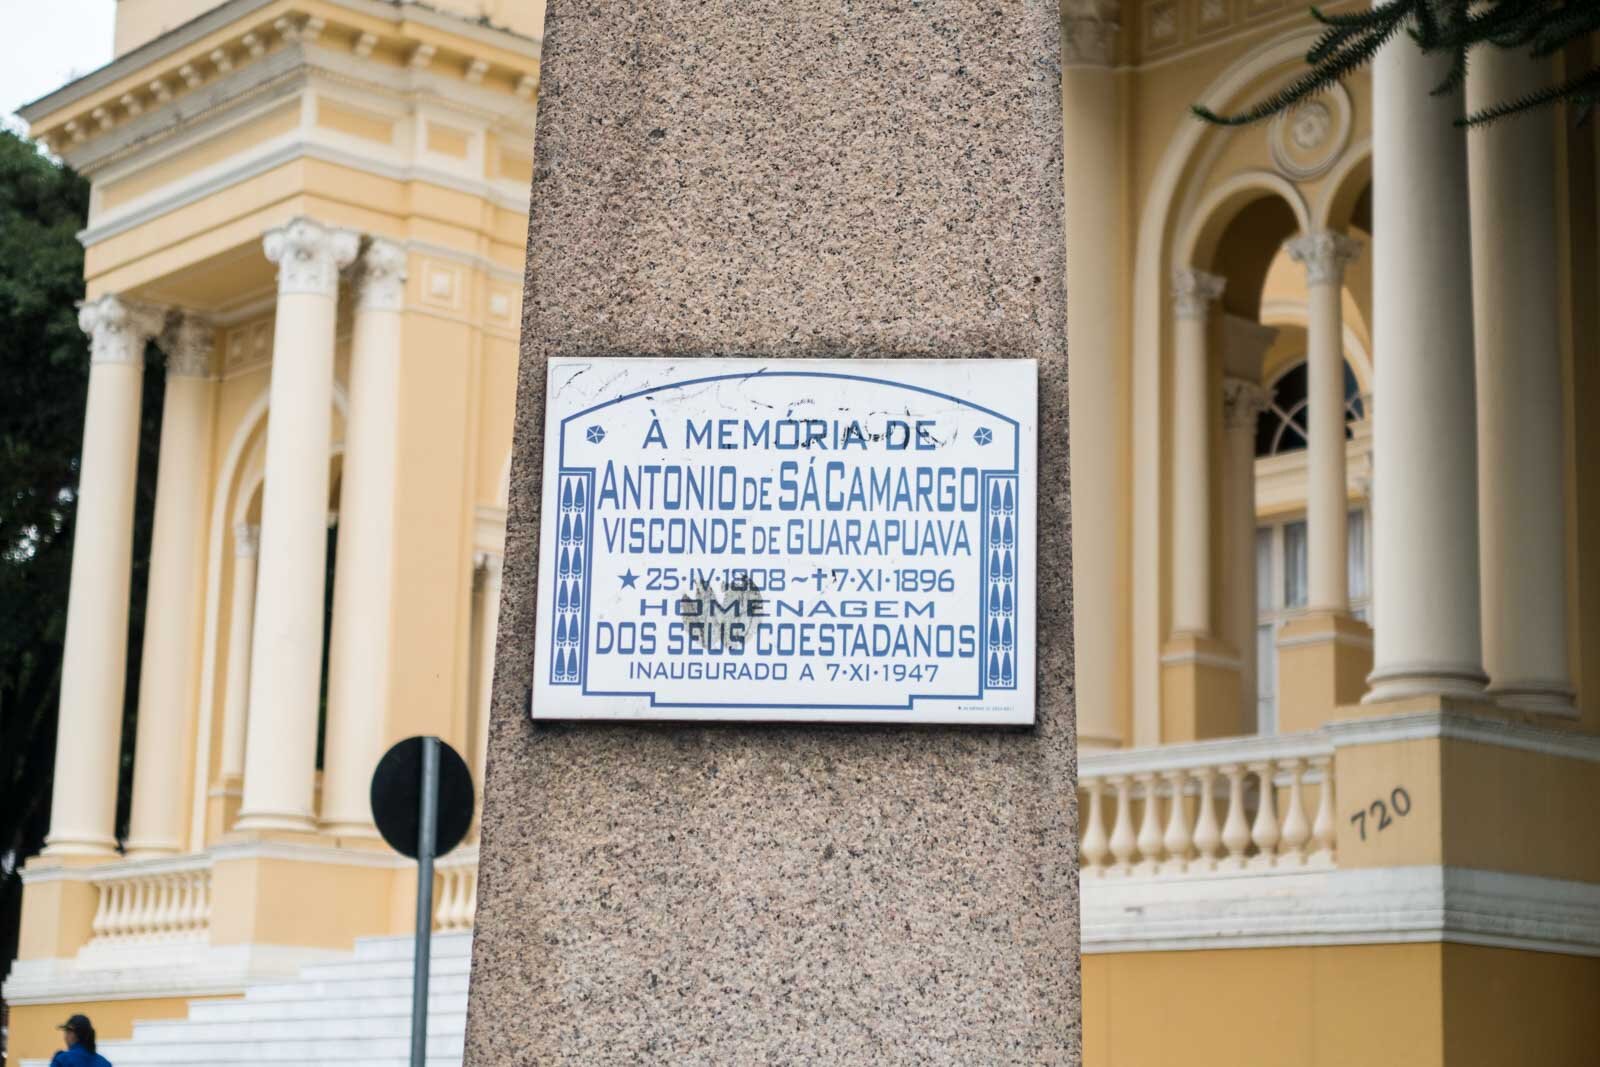 À MEMÓRIA DE
ANTONIO DE SÁ CAMARGO
VISCONDE DE GUARAPUAVA
★ 25·IV·1808 ~ ✝ 7·XI·1896
HOMENAGEM
DOS SEUS COESTADANOS
INAUGURADO A 7·XI·1947
720